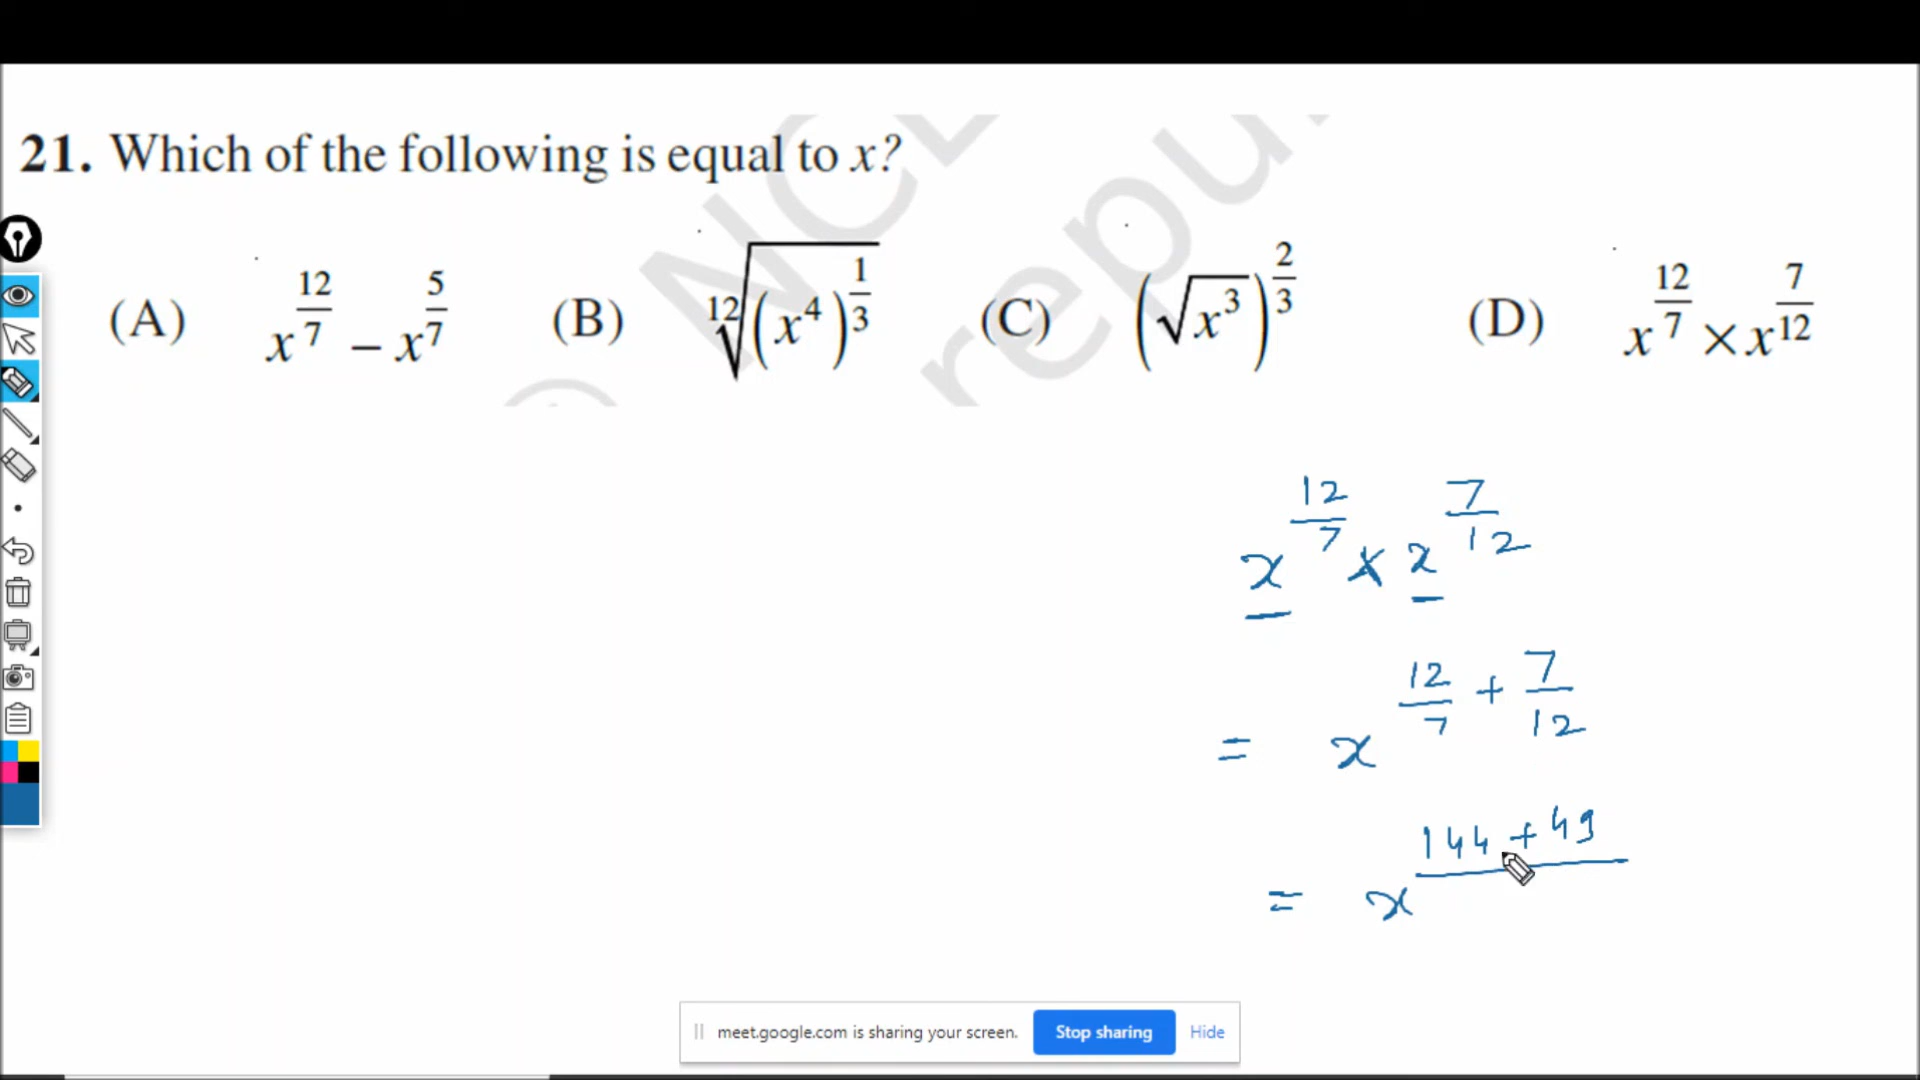 21. Which of the following is equal to x?
(A) x^(12/7) – x^(5/7) (B) ¹²√((x⁴)^(1/3)) (C) (√x³)^(2/3) (D) x^(12/7) × x^(7/12)
x^(12/7) × x^(7/12)
= x^(12/7 + 7/12)
= x^(144 + 49
meet.google.com is sharing your screen. Stop sharing Hide